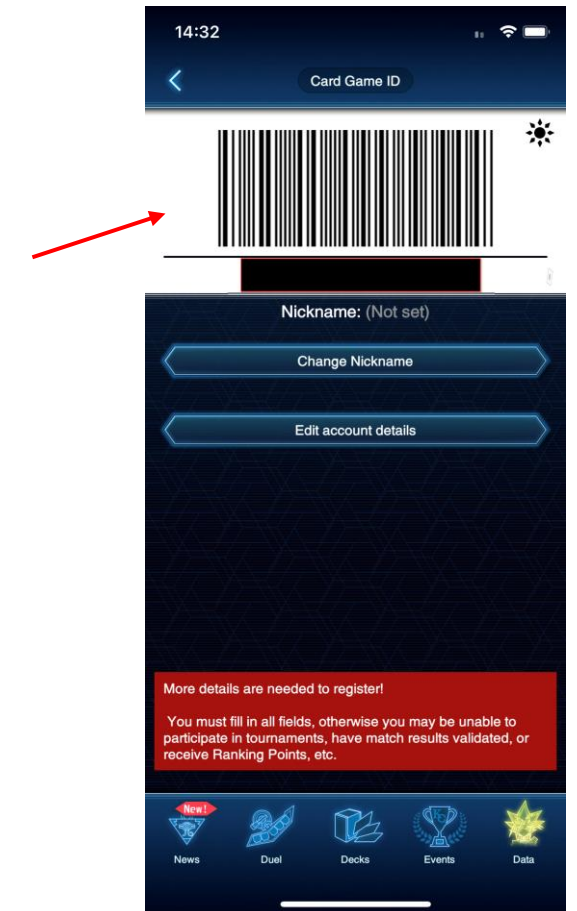 14:32
Card Game ID
Nickname: (Not set)
Change Nickname
Edit account details
More details are needed to register!
You must fill in all fields, otherwise you may be unable to
participate in tournaments, have match results validated, or
receive Ranking Points, etc.
New!
KC
News Duel Decks Events Data